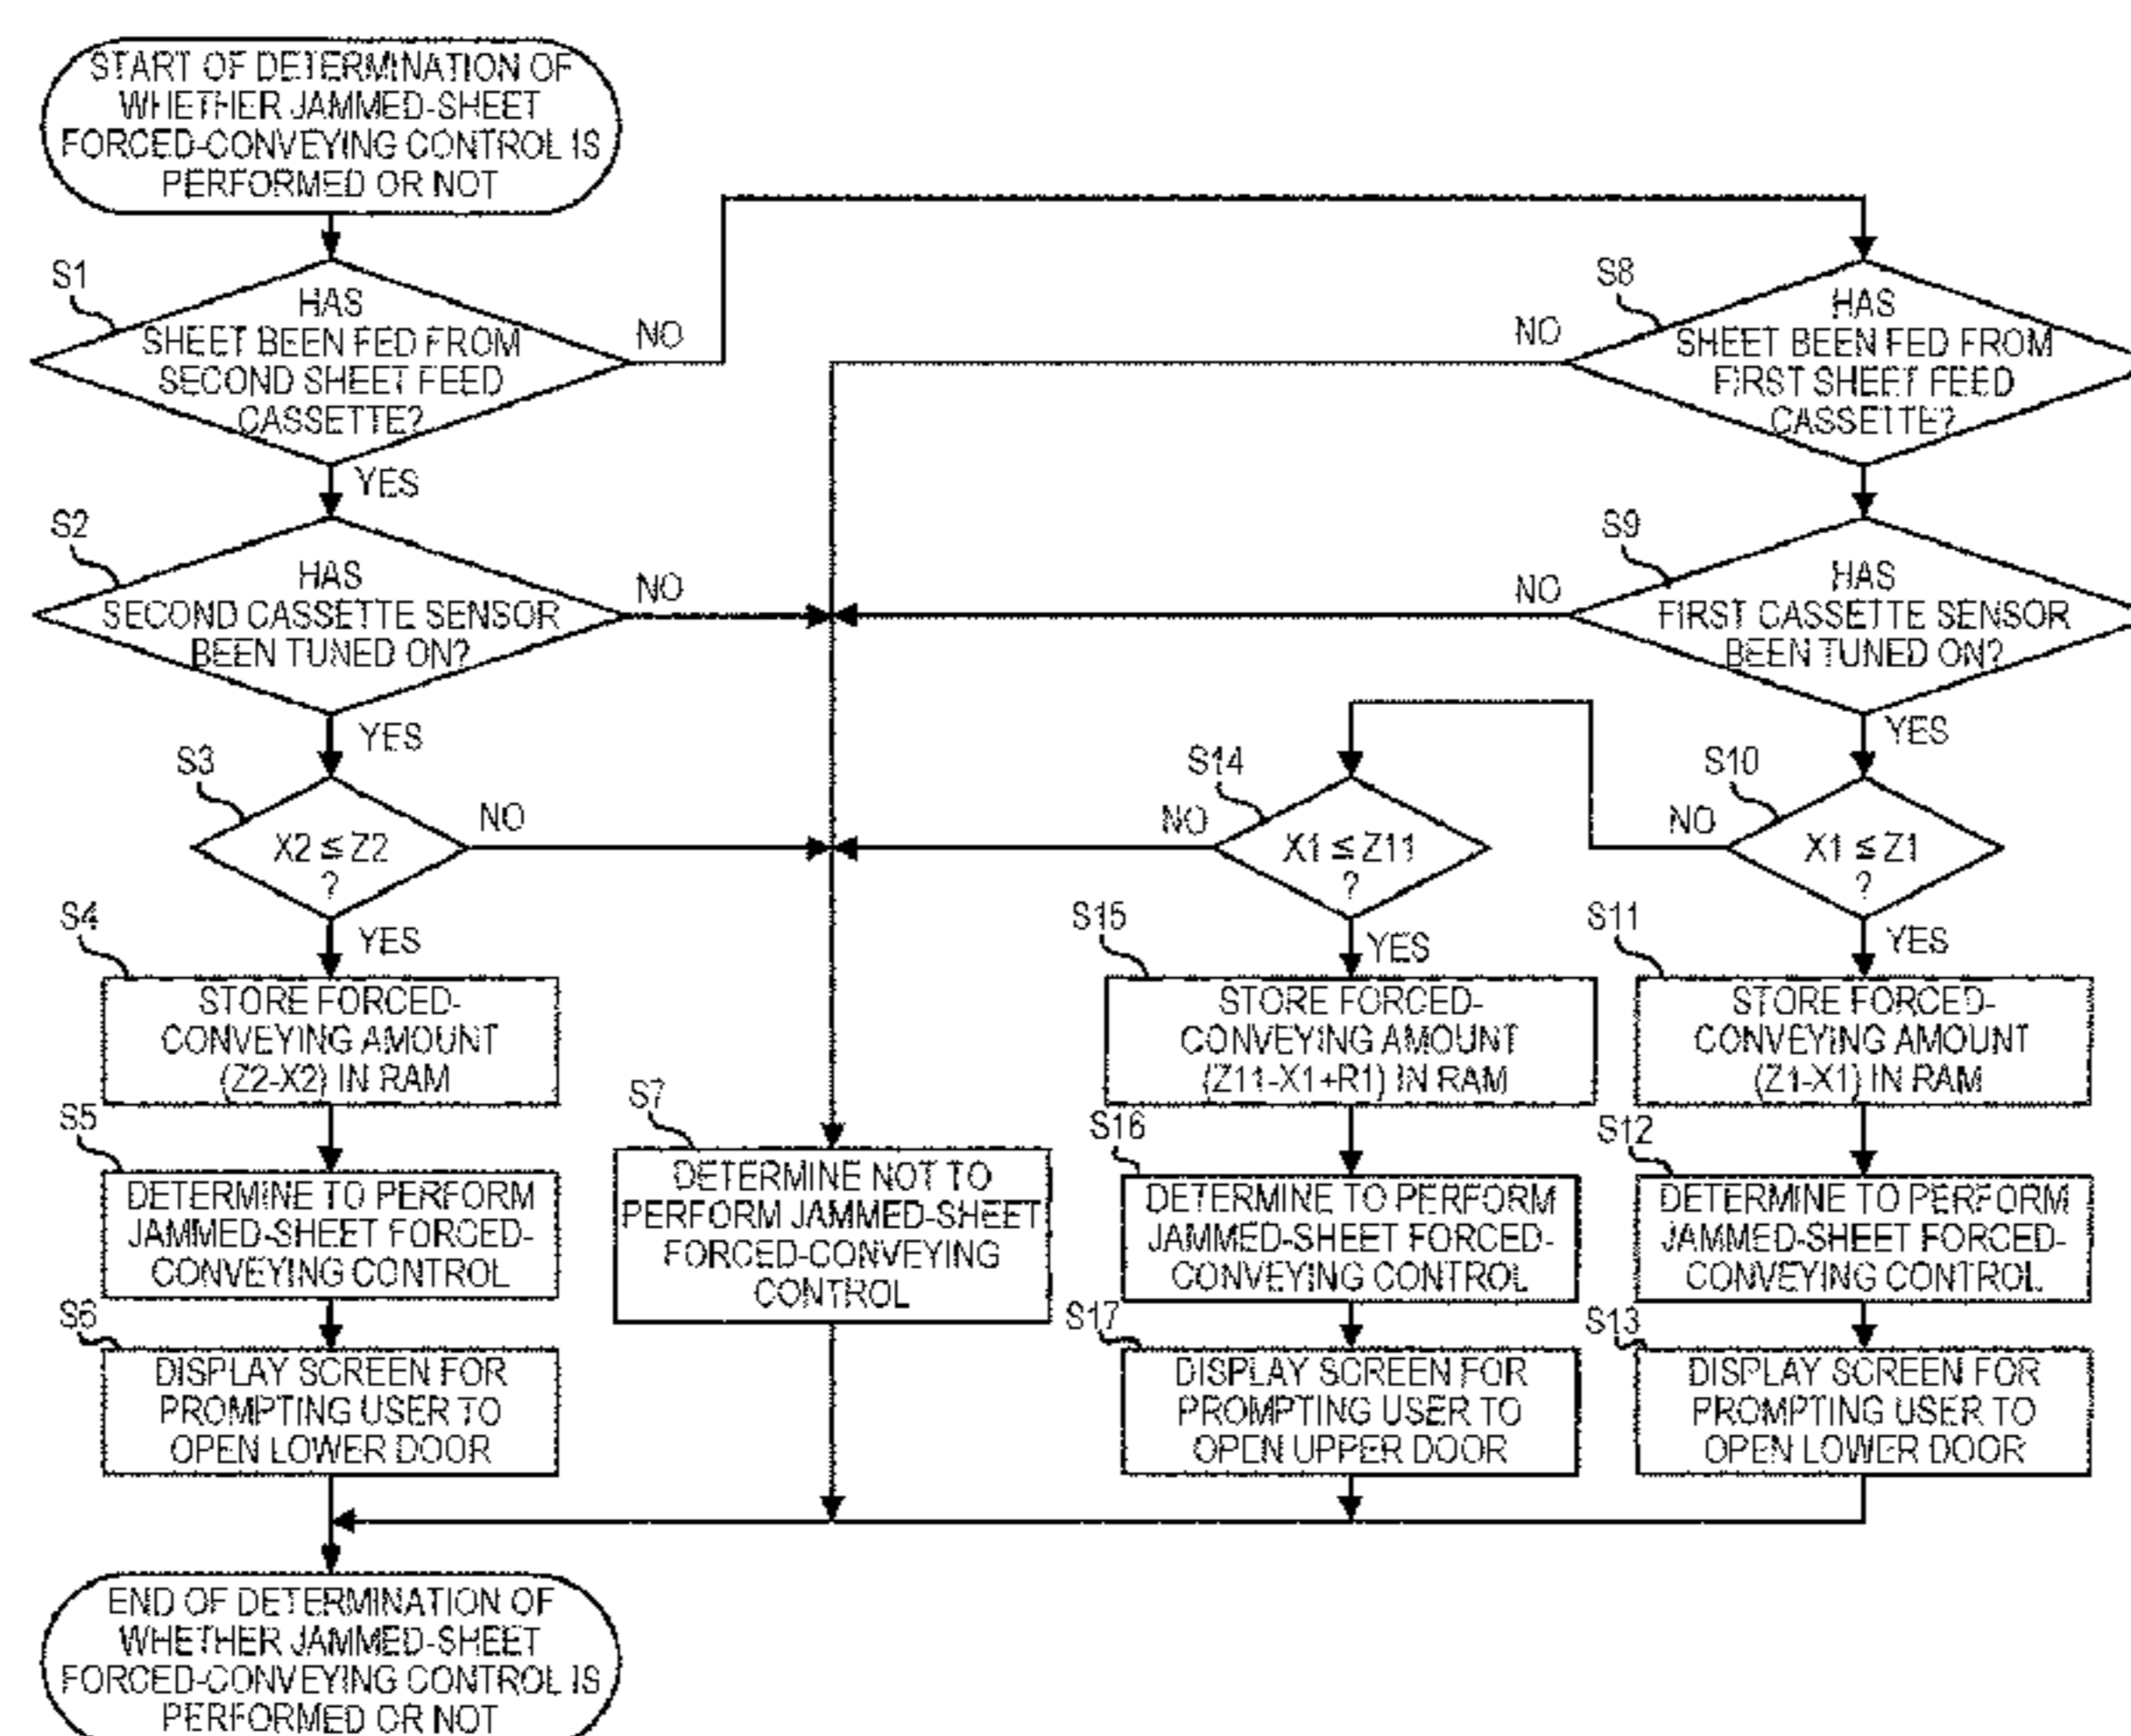 START OF DETERMINATION OF
WHETHER JAMMED-SHEET
FORCED-CONVEYING CONTROL IS
PERFORMED OR NOT
S1
HAS
SHEET BEEN FED FROM
SECOND SHEET FEED
CASSETTE?
NO
YES
S2
HAS
SECOND CASSETTE SENSOR
BEEN TUNED ON?
NO
YES
S3
X2 ≦ Z2
?
NO
YES
S4
STORE FORCED-
CONVEYING AMOUNT
(Z2-X2) IN RAM
S5
DETERMINE TO PERFORM
JAMMED-SHEET FORCED-
CONVEYING CONTROL
S6
DISPLAY SCREEN FOR
PROMPTING USER TO
OPEN LOWER DOOR
S7
DETERMINE NOT TO
PERFORM JAMMED-SHEET
FORCED-CONVEYING
CONTROL
S8
HAS
SHEET BEEN FED FROM
FIRST SHEET FEED
CASSETTE?
NO
S9
HAS
FIRST CASSETTE SENSOR
BEEN TUNED ON?
NO
YES
S10
X1 ≦ Z1
?
NO
YES
S11
STORE FORCED-
CONVEYING AMOUNT
(Z1-X1) IN RAM
S12
DETERMINE TO PERFORM
JAMMED-SHEET FORCED-
CONVEYING CONTROL
S13
DISPLAY SCREEN FOR
PROMPTING USER TO
OPEN LOWER DOOR
S14
X1 ≦ Z11
?
NO
YES
S15
STORE FORCED-
CONVEYING AMOUNT
(Z11-X1+R1) IN RAM
S16
DETERMINE TO PERFORM
JAMMED-SHEET FORCED-
CONVEYING CONTROL
S17
DISPLAY SCREEN FOR
PROMPTING USER TO
OPEN UPPER DOOR
END OF DETERMINATION OF
WHETHER JAMMED-SHEET
FORCED-CONVEYING CONTROL IS
PERFORMED OR NOT